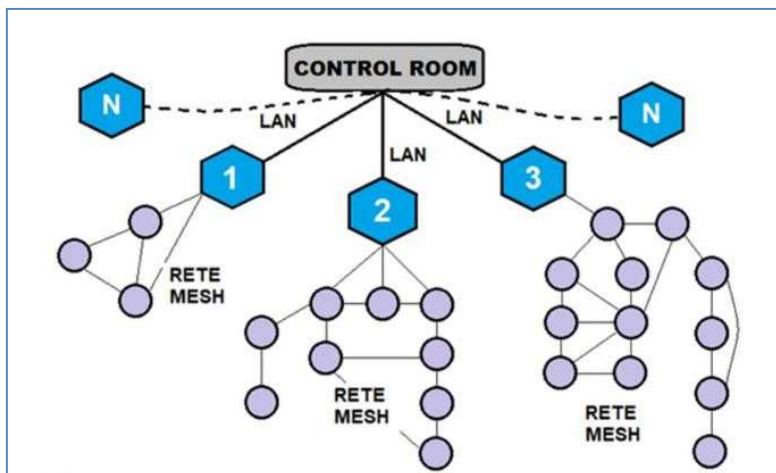 CONTROL ROOM
N
N
LAN
LAN
LAN
1
2
3
RETE
MESH
RETE
MESH
RETE
MESH